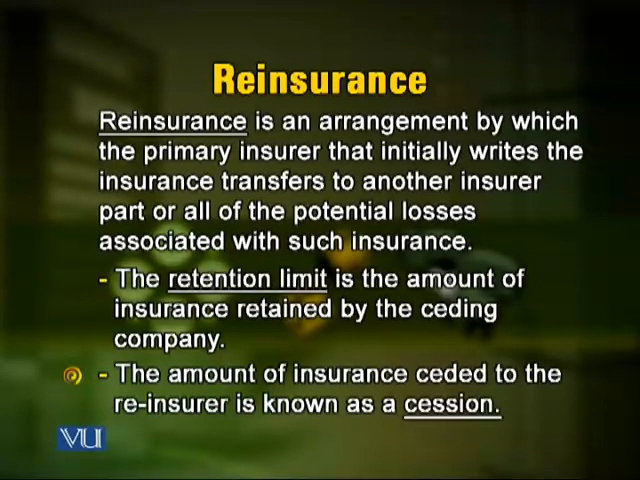 Reinsurance
Reinsurance is an arrangement by which
the primary insurer that initially writes the
insurance transfers to another insurer
part or all of the potential losses
associated with such insurance.
- The retention limit is the amount of
insurance retained by the ceding
company.
- The amount of insurance ceded to the
re-insurer is known as a cession.
VU